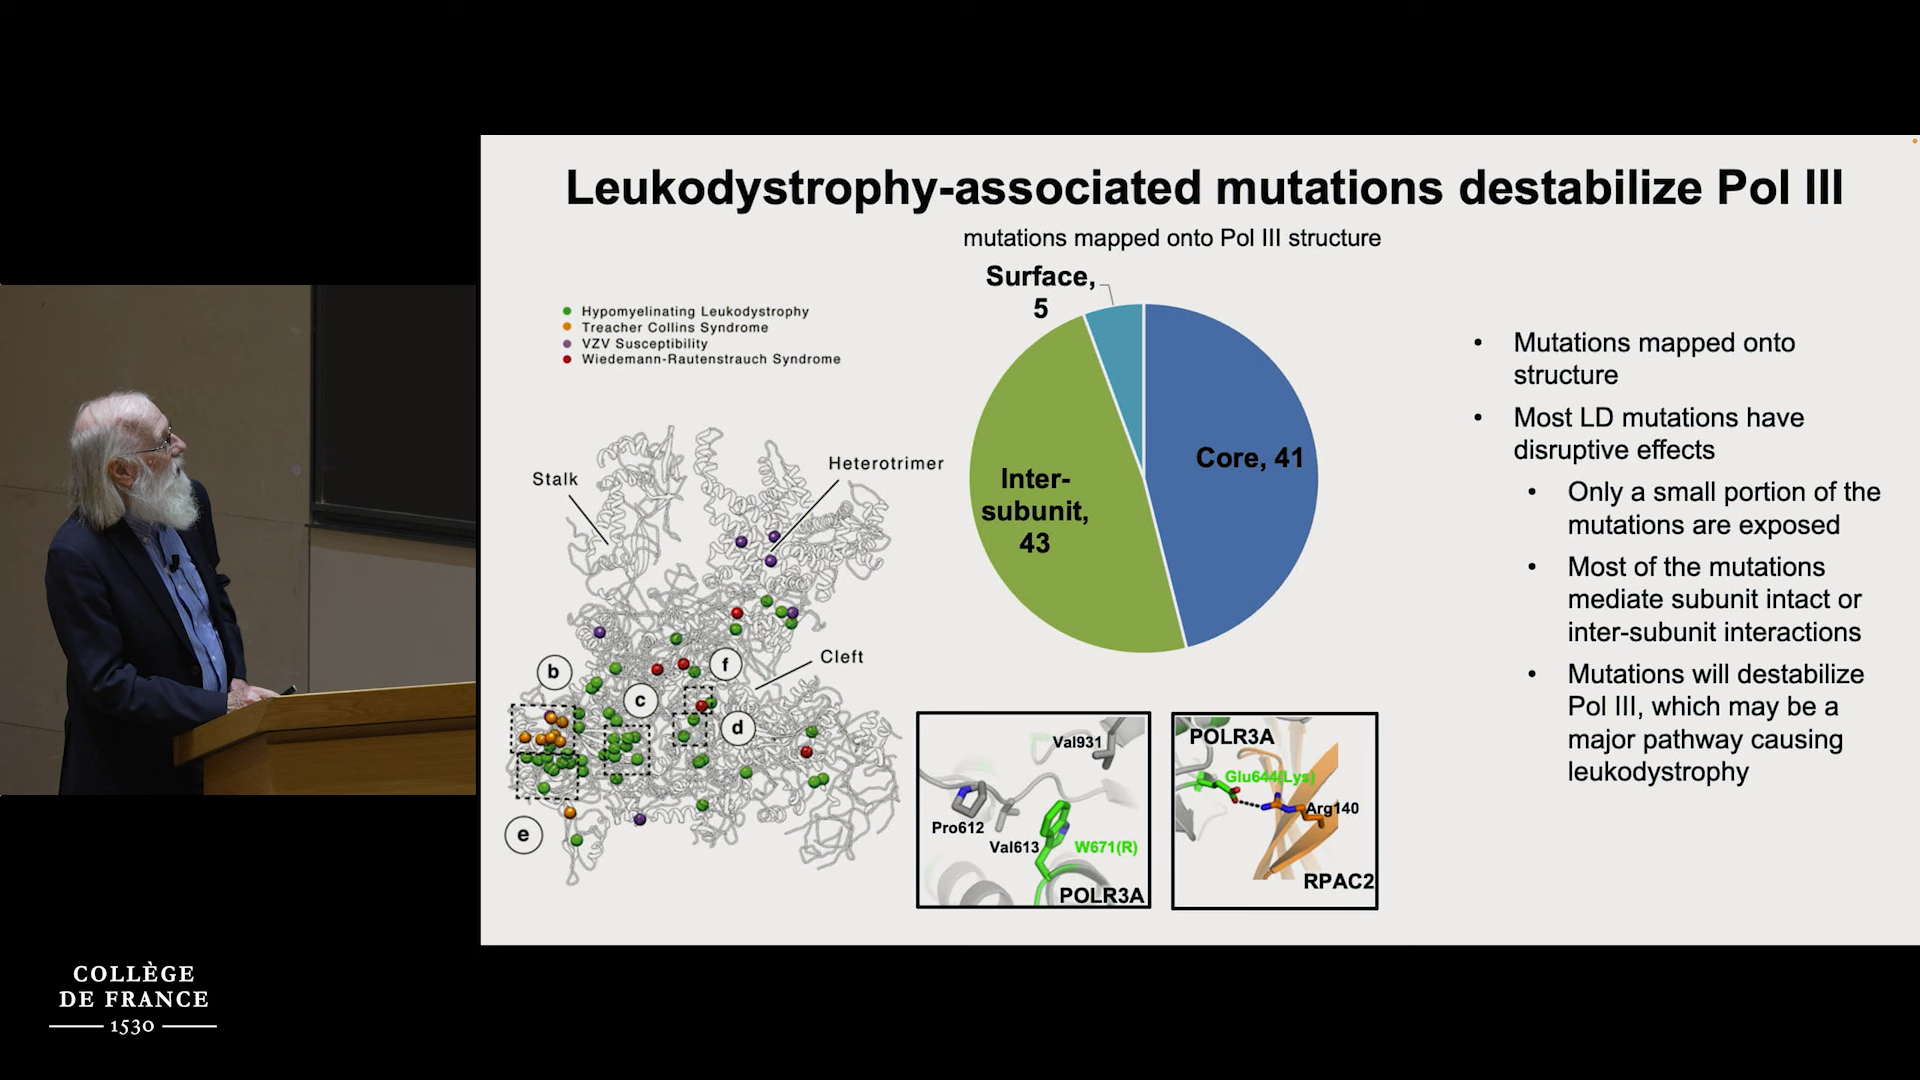 Leukodystrophy-associated mutations destabilize Pol III
mutations mapped onto Pol III structure
Hypomyelinating Leukodystrophy
Treacher Collins Syndrome
VZV Susceptibility
Wiedemann-Rautenstrauch Syndrome
Stalk
Heterotrimer
Cleft
b
c
f
d
e
Surface,
5
Core, 41
Inter-
subunit,
43
Val931
Pro612
Val613
W671(R)
POLR3A
POLR3A
Glu644(Lys)
Arg140
RPAC2
• Mutations mapped onto
structure
• Most LD mutations have
disruptive effects
• Only a small portion of the
mutations are exposed
• Most of the mutations
mediate subunit intact or
inter-subunit interactions
• Mutations will destabilize
Pol III, which may be a
major pathway causing
leukodystrophy
COLLÈGE
DE FRANCE
1530